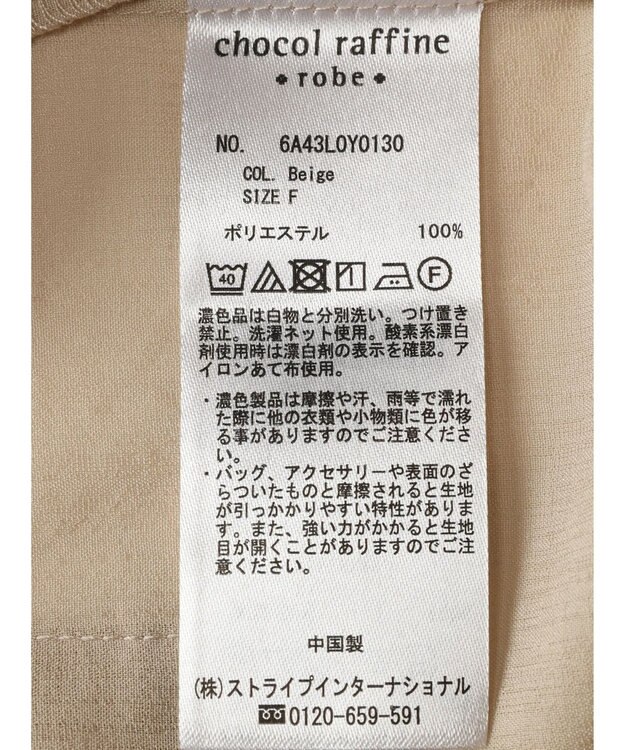 chocol raffine
robe
NO. 6A43L0Y0130
COL. Beige
SIZE F
ポリエステル 100%
40 F
濃色品は白物と分別洗い。つけ置き
禁止。洗濯ネット使用。酸素系漂白
剤使用時は漂白剤の表示を確認。ア
イロンあて布使用。
・濃色製品は摩擦や汗、雨等で濡れ
た際に他の衣類や小物類に色が移
る事がありますのでご注意くださ
い。
・バッグ、アクセサリーや表面のざ
らついたものと摩擦されると生地
が引っかかりやすい特性がありま
す。また、強い力がかかると生地
目が開くことがありますのでご注
意ください。
中国製
(株)ストライプインターナショナル
0120-659-591